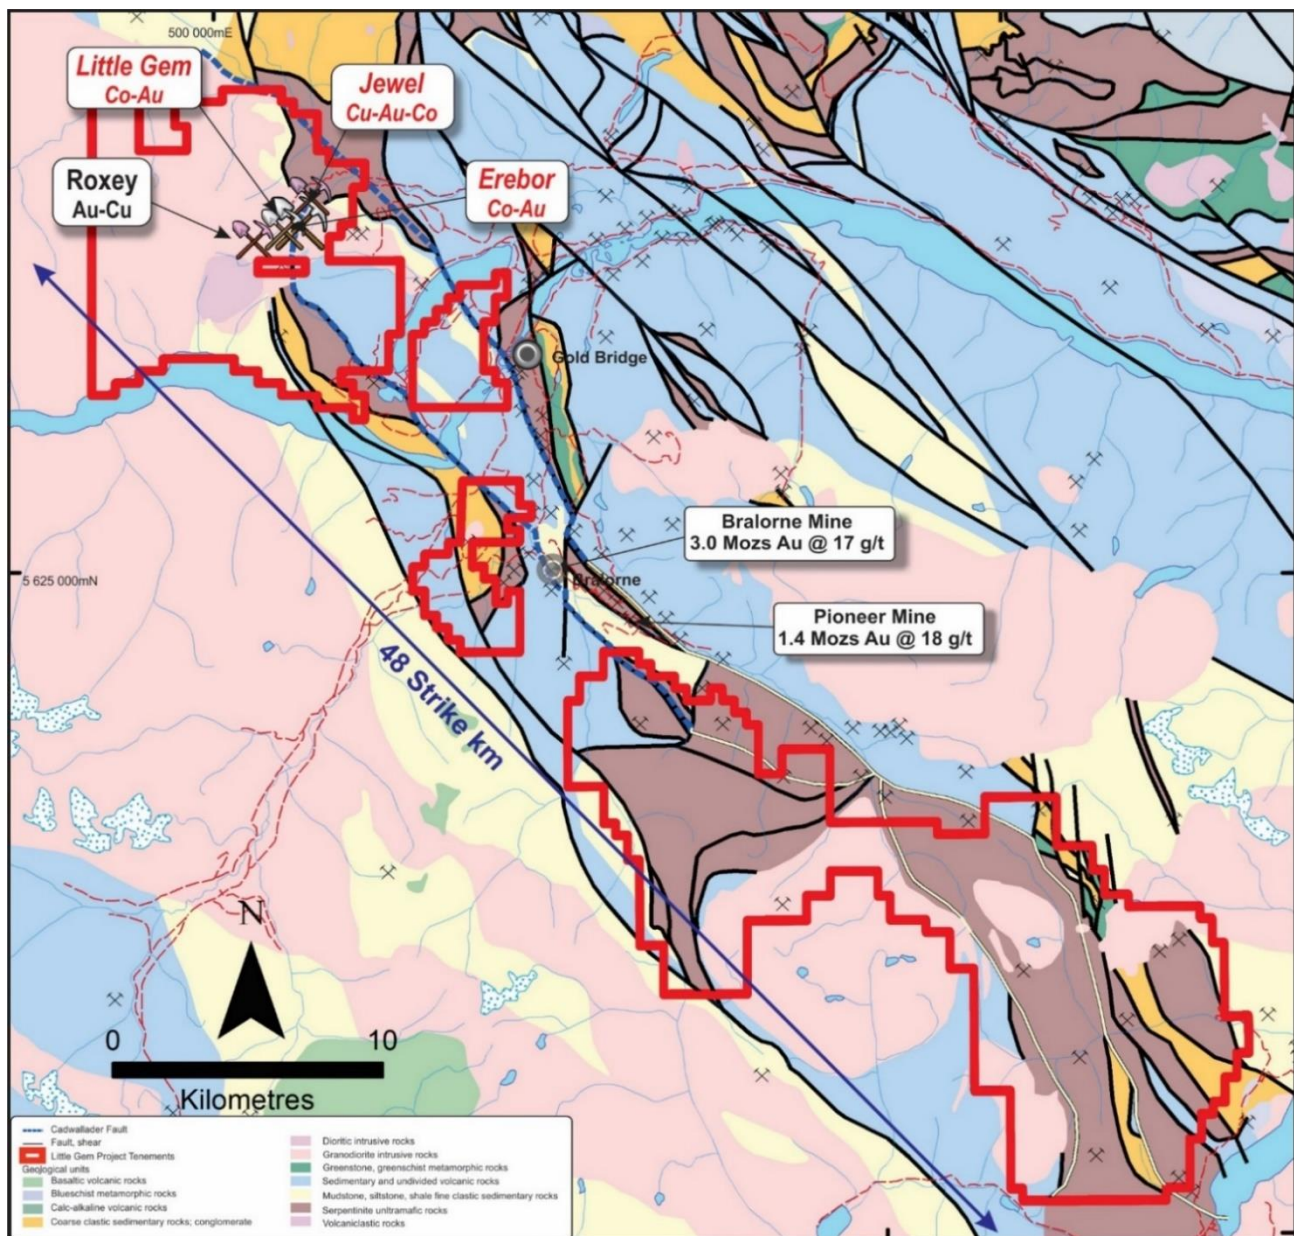 500 000mE
Little Gem
Co-Au
Jewel
Cu-Au-Co
Roxey
Au-Cu
Erebor
Co-Au
Gold Bridge
Bralorne Mine
3.0 Mozs Au @ 17 g/t
5 625 000mN
Bralorne
Pioneer Mine
1.4 Mozs Au @ 18 g/t
48 Strike km
N
0 10
Kilometres
Cadwallader Fault
Fault, shear
Little Gem Project Tenements
Geological units
Basaltic volcanic rocks
Blueschist metamorphic rocks
Calc-alkaline volcanic rocks
Coarse clastic sedimentary rocks; conglomerate
Dioritic intrusive rocks
Granodiorite intrusive rocks
Greenstone, greenschist metamorphic rocks
Sedimentary and undivided volcanic rocks
Mudstone, siltstone, shale fine clastic sedimentary rocks
Serpentinite untramafic rocks
Volcaniclastic rocks